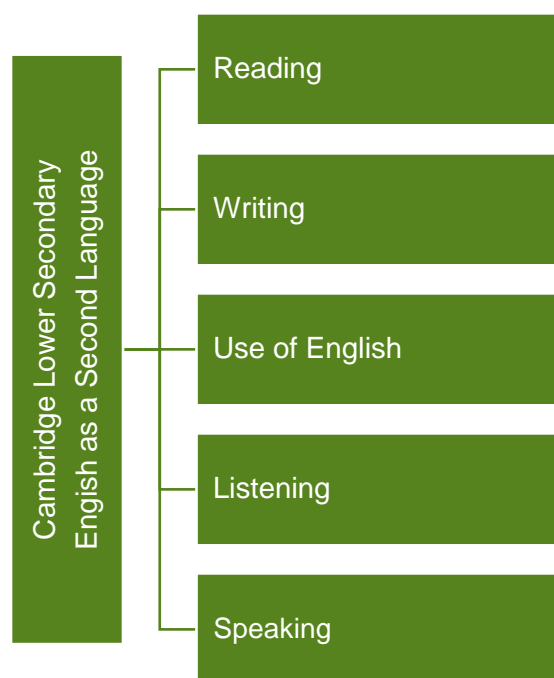 Cambridge Lower Secondary
Engish as a Second Language
Reading
Writing
Use of English
Listening
Speaking